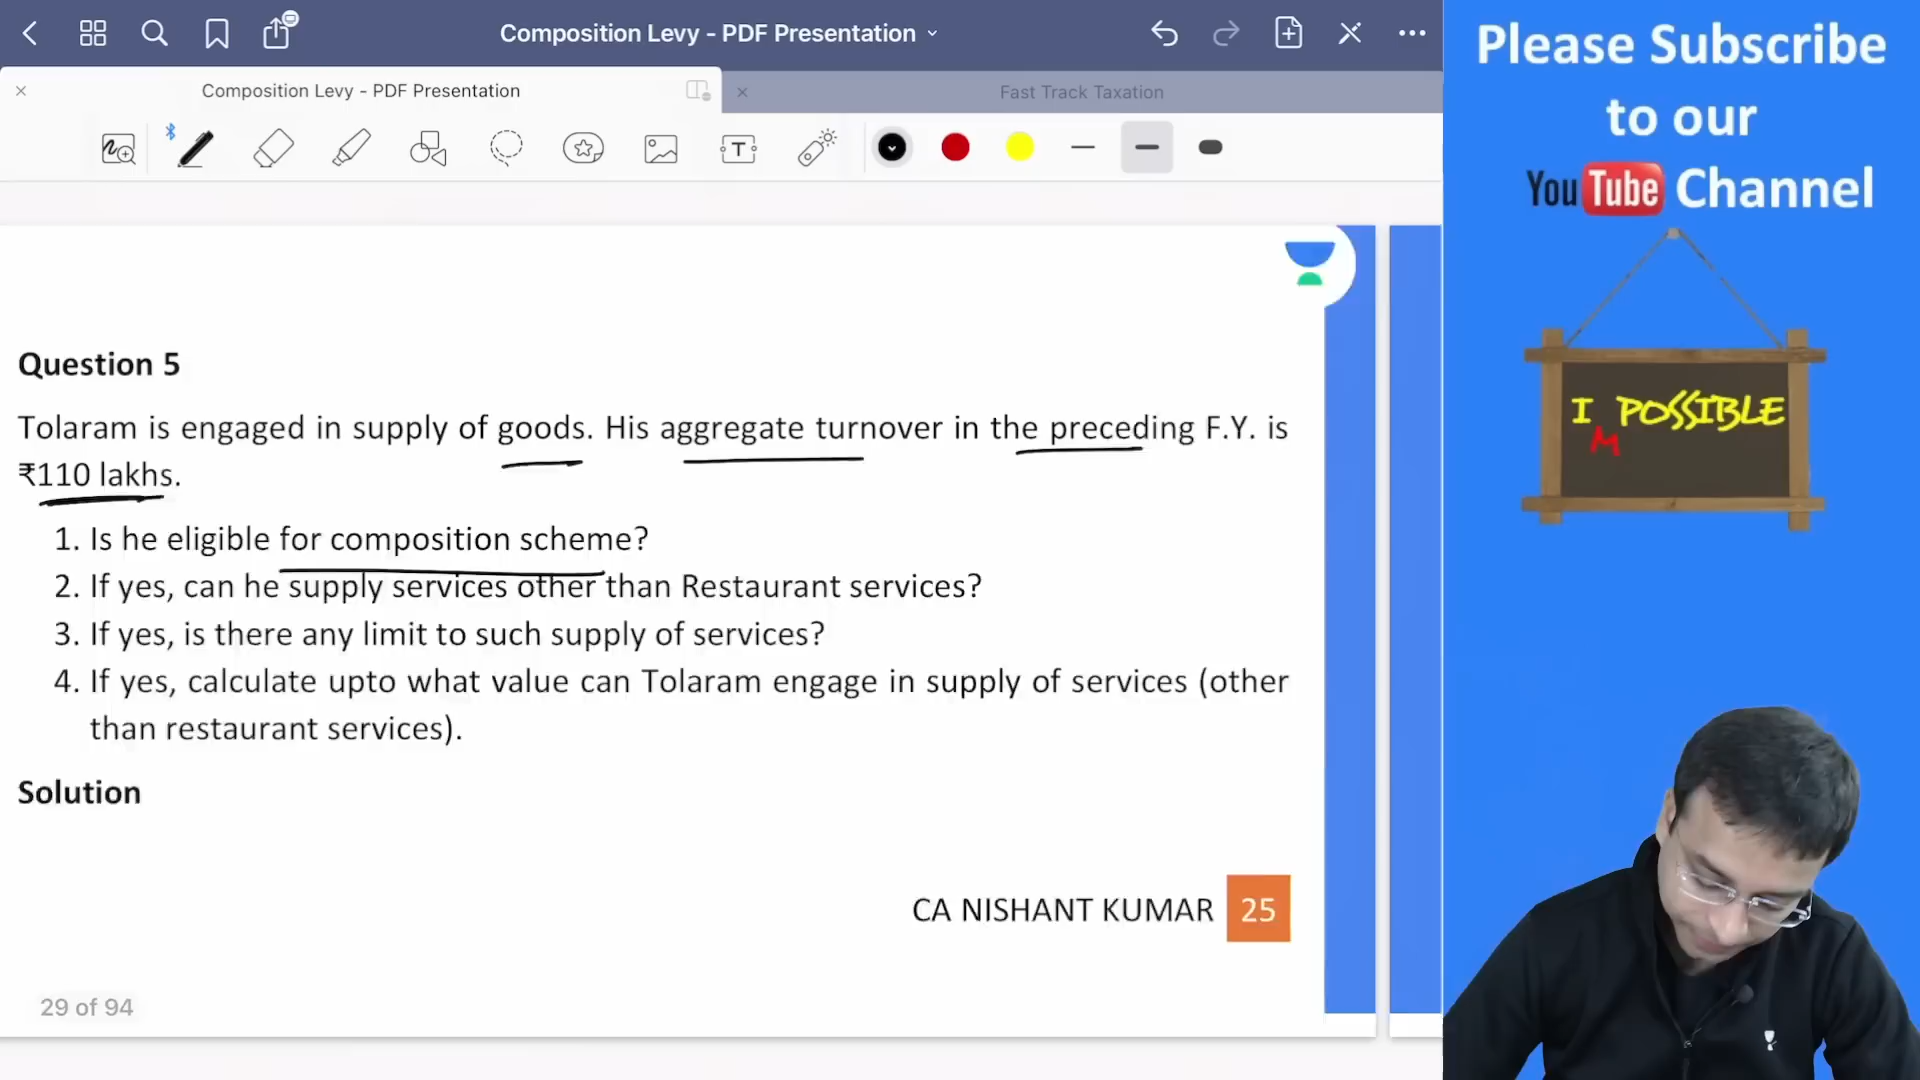 Composition Levy - PDF Presentation
Composition Levy - PDF Presentation
Fast Track Taxation
T
Question 5
Tolaram is engaged in supply of goods. His aggregate turnover in the preceding F.Y. is
₹110 lakhs.
1. Is he eligible for composition scheme?
2. If yes, can he supply services other than Restaurant services?
3. If yes, is there any limit to such supply of services?
4. If yes, calculate upto what value can Tolaram engage in supply of services (other
than restaurant services).
Solution
CA NISHANT KUMAR 25
29 of 94
Please Subscribe
to our
YouTube Channel
I POSSIBLE
M